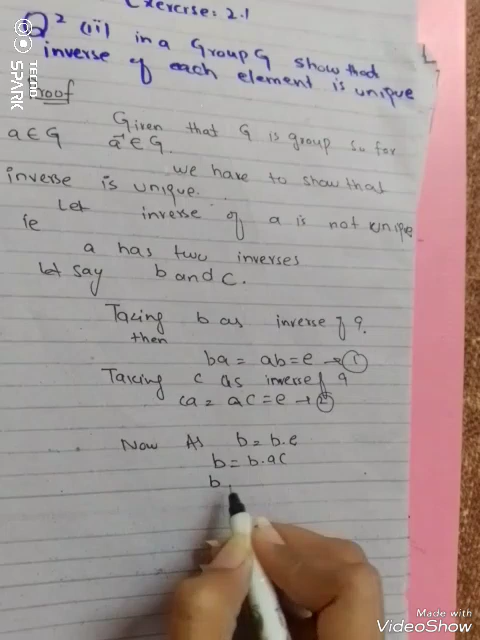 Exercise: 2.1
Q2 (ii) in a Group G show that
inverse of each element is unique
Proof
Given that G is group so for
a ∈ G a⁻¹ ∈ G.
we have to show that
inverse is unique.
Let inverse of a is not unique
ie
a has two inverses
let say b and c.
Tacing b as inverse of a.
then
ba = ab = e → ①
Taking c as inverse of a
ca = ac = e → ②
Now As b = b.e
b = b.ac
b
SPARK
TECNO
Made with
VideoShow